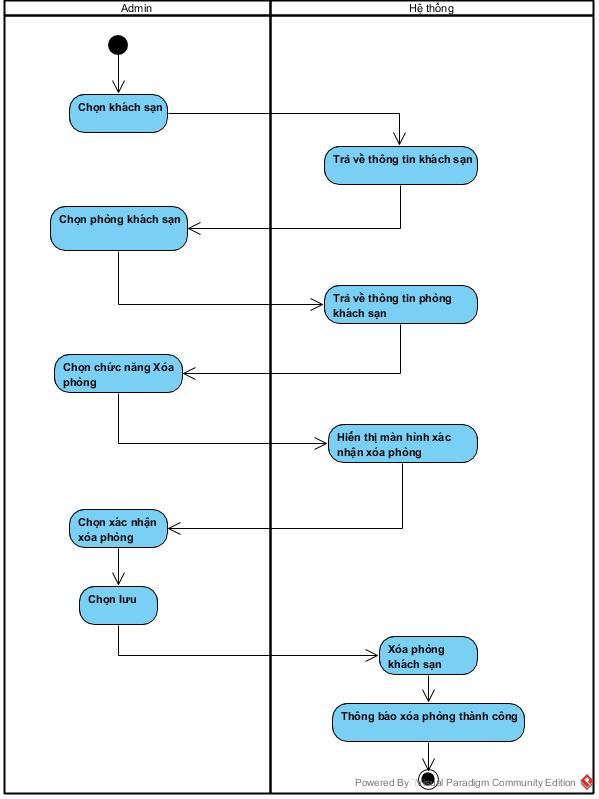 Admin
Hệ thống
Chọn khách sạn
Trả về thông tin khách sạn
Chọn phòng khách sạn
Trả về thông tin phòng
khách sạn
Chọn chức năng Xóa
phòng
Hiển thị màn hình xác
nhận xóa phòng
Chọn xác nhận
xóa phòng
Chọn lưu
Xóa phòng
khách sạn
Thông báo xóa phòng thành công
Powered By Visual Paradigm Community Edition